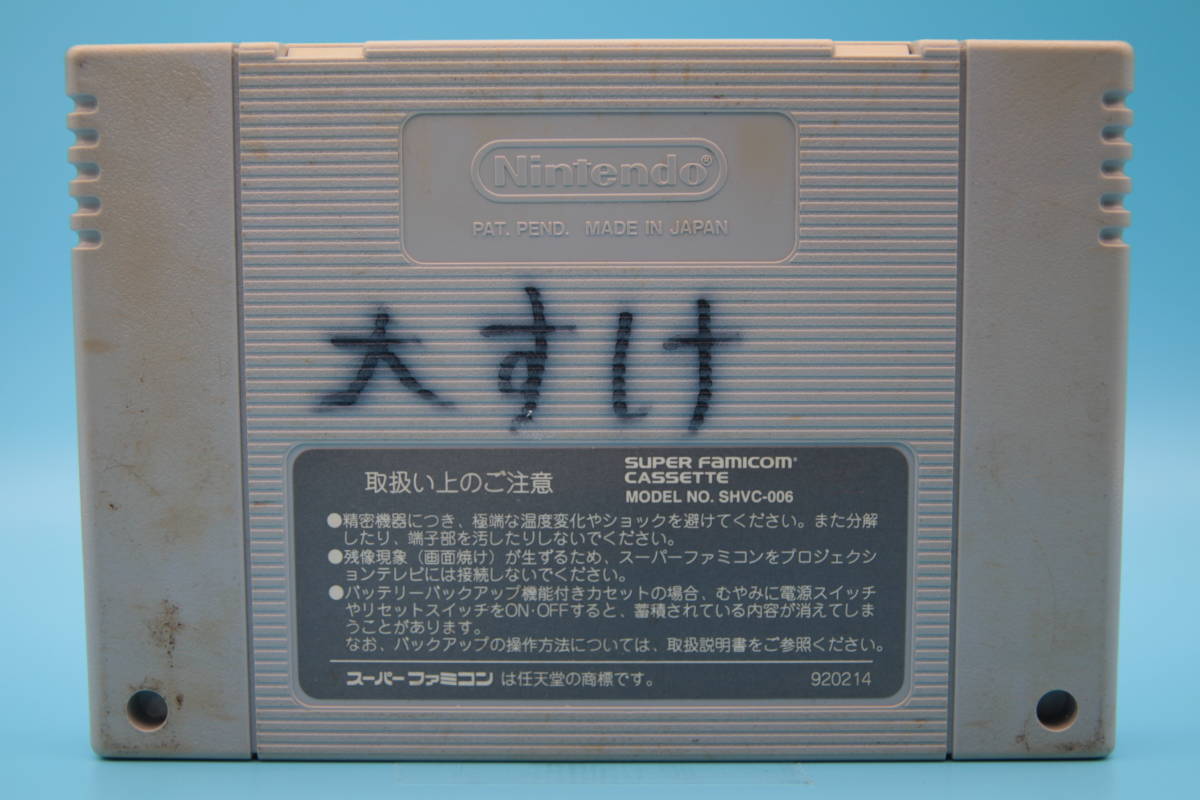 Nintendo®
PAT. PEND. MADE IN JAPAN
大すけ
取扱い上のご注意
SUPER FAMICOM
CASSETTE
MODEL NO. SHVC-006
●精密機器につき、極端な温度変化やショックを避けてください。また分解
したり、端子部を汚したりしないでください。
●残像現象（画面焼け）が生ずるため、スーパーファミコンをプロジェクシ
ョンテレビには接続しないでください。
●バッテリーバックアップ機能付きカセットの場合、むやみに電源スイッチ
やリセットスイッチをON・OFFすると、蓄積されている内容が消えてしま
うことがあります。
なお、バックアップの操作方法については、取扱説明書をご参照ください。
スーパーファミコンは任天堂の商標です。 920214